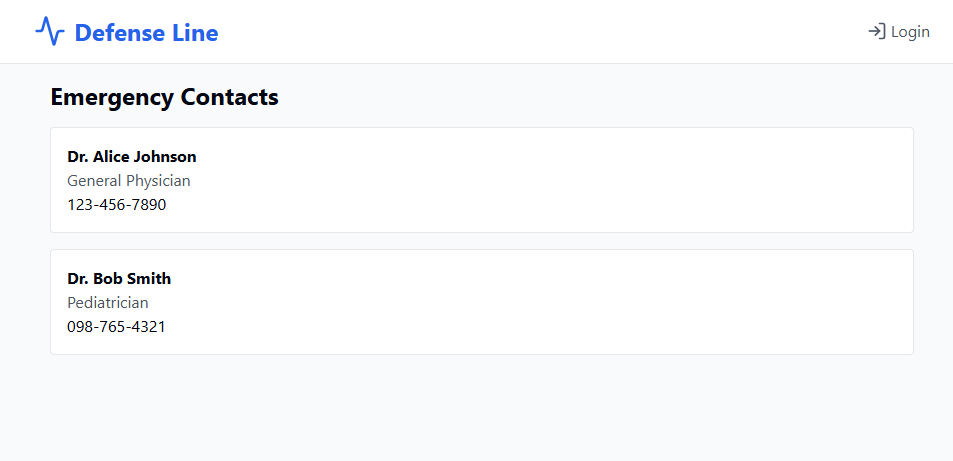 Defense Line
Login
Emergency Contacts
Dr. Alice Johnson
General Physician
123-456-7890
Dr. Bob Smith
Pediatrician
098-765-4321